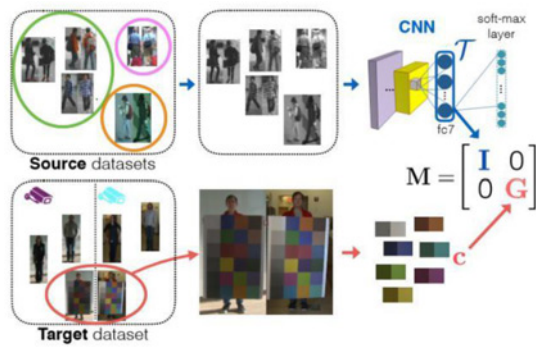 CNN
soft-max
layer
𝒯
...
fc7
Source datasets
M = [I 0
0 G]
c
Target dataset